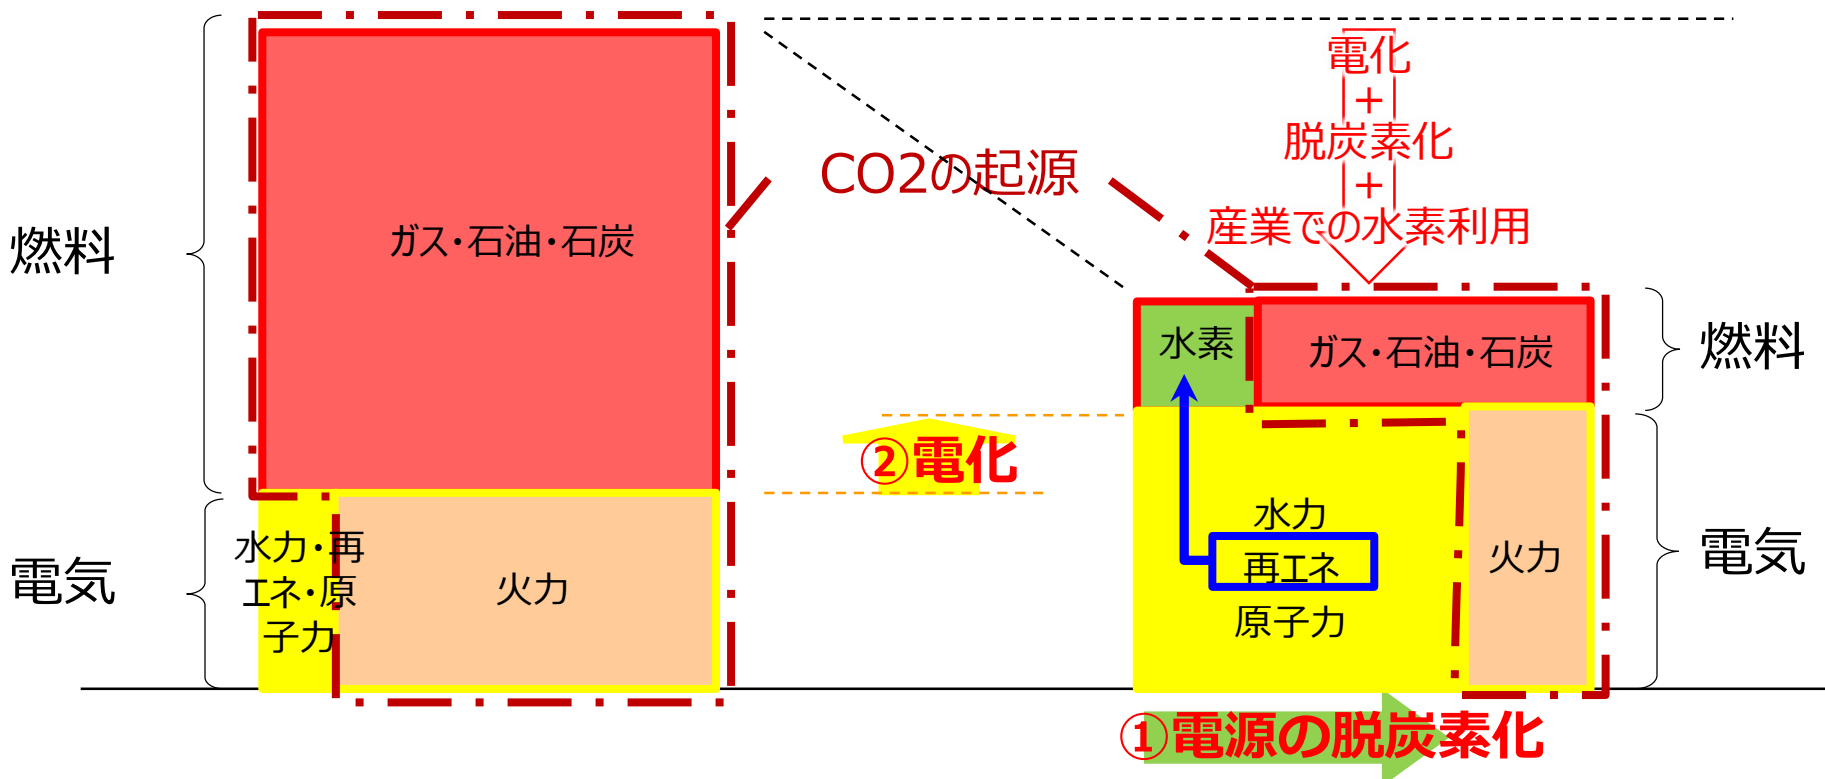 電化
+
脱炭素化
+
産業での水素利用
CO2の起源
燃料
ガス・石油・石炭
水素
ガス・石油・石炭
燃料
②電化
電気
水力・再
エネ・原
子力
火力
水力
再エネ
原子力
火力
電気
①電源の脱炭素化